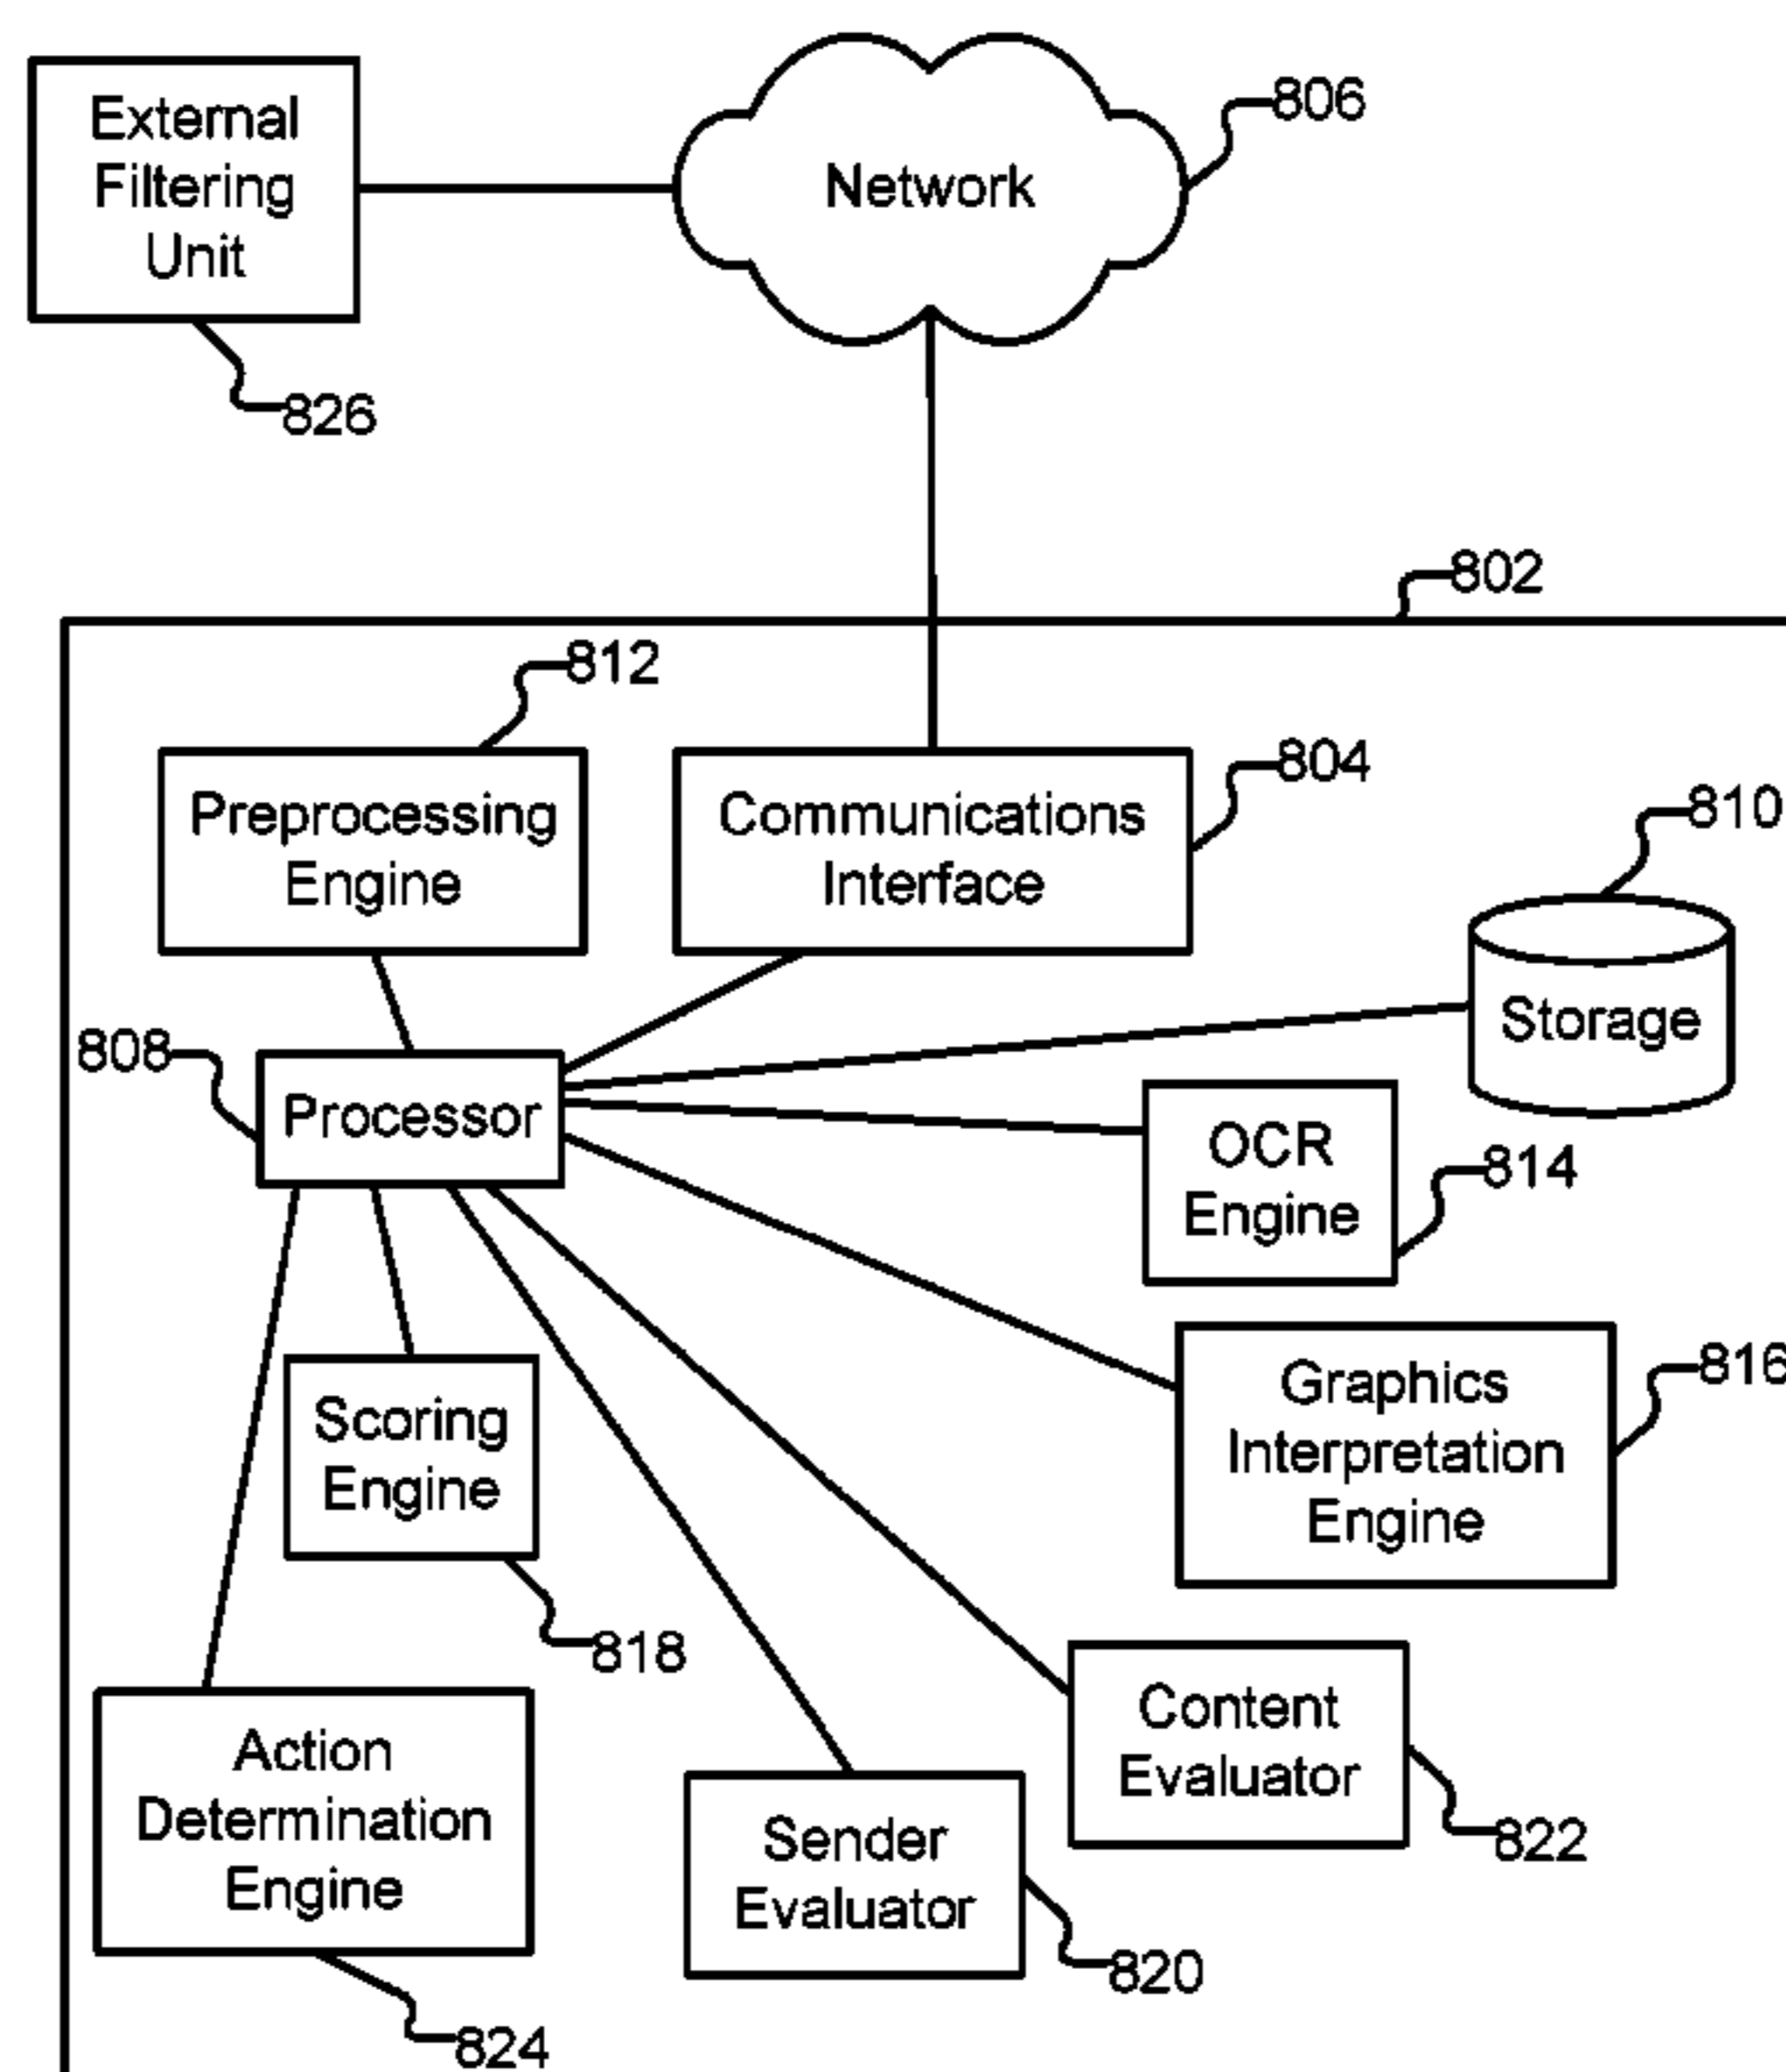 External
Filtering
Unit
826
Network
806
802
812
Preprocessing
Engine
Communications
Interface
804
810
Storage
808
Processor
OCR
Engine
814
Graphics
Interpretation
Engine
816
Scoring
Engine
818
Content
Evaluator
822
Action
Determination
Engine
824
Sender
Evaluator
820